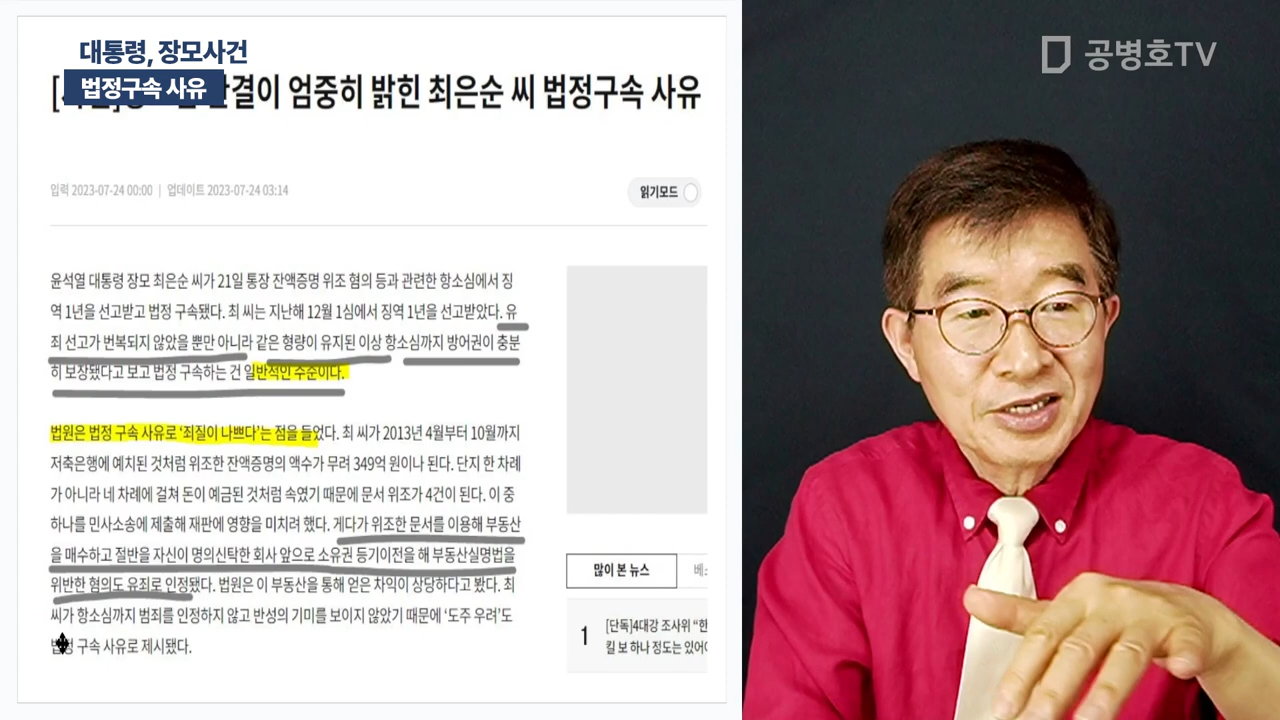 대통령, 장모사건
법정구속 사유
판결이 엄중히 밝힌 최은순 씨 법정구속 사유
공병호TV
입력 2023-07-24 00:00 | 업데이트 2023-07-24 03:14
읽기모드
윤석열 대통령 장모 최은순 씨가 21일 통장 잔액증명 위조 혐의 등과 관련한 항소심에서 징
역 1년을 선고받고 법정 구속됐다. 최 씨는 지난해 12월 1심에서 징역 1년을 선고받았다. 유
죄 선고가 번복되지 않았을 뿐만 아니라 같은 형량이 유지된 이상 항소심까지 방어권이 충분
히 보장됐다고 보고 법정 구속하는 건 일반적인 수순이다.
법원은 법정 구속 사유로 ‘죄질이 나쁘다’는 점을 들었다. 최 씨가 2013년 4월부터 10월까지
저축은행에 예치된 것처럼 위조한 잔액증명의 액수가 무려 349억 원이나 된다. 단지 한 차례
가 아니라 네 차례에 걸쳐 돈이 예금된 것처럼 속였기 때문에 문서 위조가 4건이 된다. 이 중
하나를 민사소송에 제출해 재판에 영향을 미치려 했다. 게다가 위조한 문서를 이용해 부동산
을 매수하고 절반을 자신이 명의신탁한 회사 앞으로 소유권 등기이전을 해 부동산실명법을
위반한 혐의도 유죄로 인정됐다. 법원은 이 부동산을 통해 얻은 차익이 상당하다고 봤다. 최
씨가 항소심까지 범죄를 인정하지 않고 반성의 기미를 보이지 않았기 때문에 ‘도주 우려’도
구속 사유로 제시됐다.
많이 본 뉴스
베스
1
[단독]4대강 조사위 “한
킬 보 하나 정도는 있어야